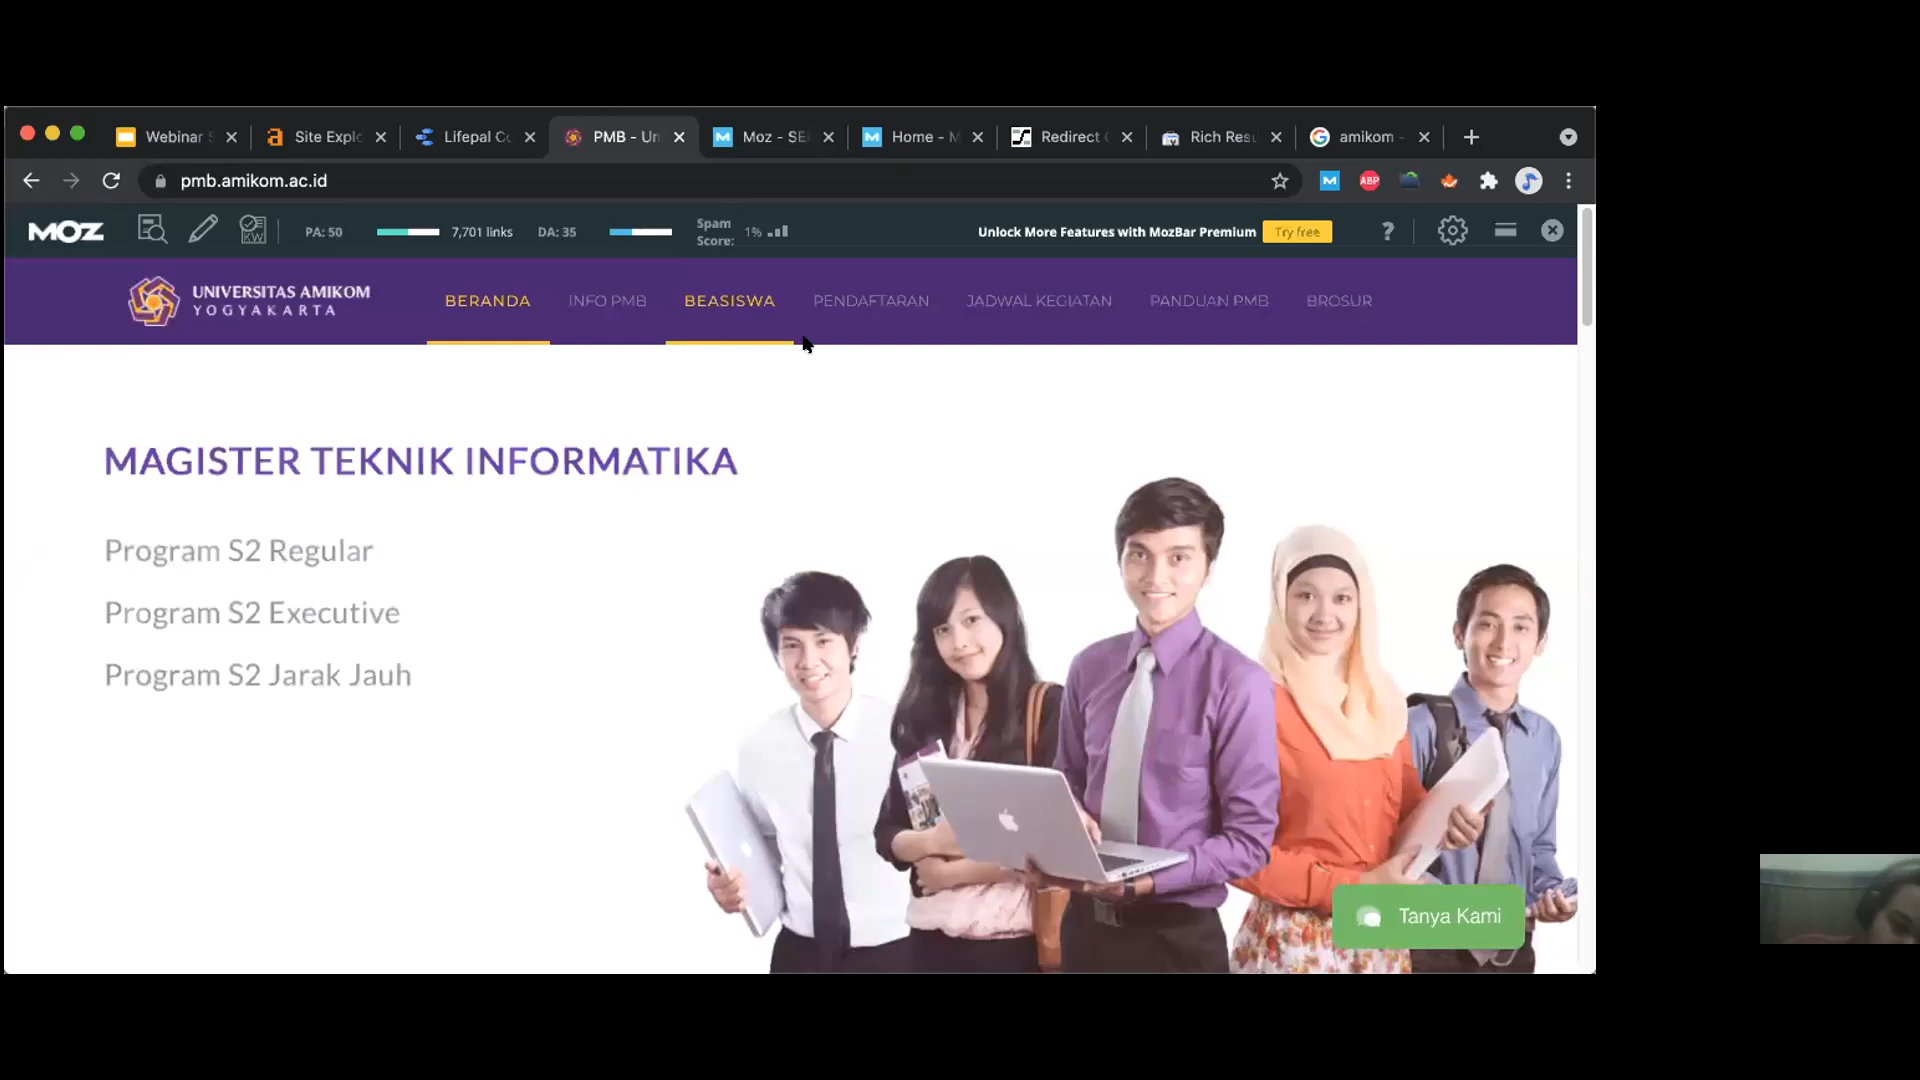 Webinar S
Site Explo
Lifepal Co
PMB - Uni
Moz - SE
Home - M
Redirect C
Rich Resu
amikom -
pmb.amikom.ac.id
M
ABP
MOZ
KW
PA: 50
7,701 links
DA: 35
Spam Score: 1%
Unlock More Features with MozBar Premium
Try free
?
UNIVERSITAS AMIKOM
YOGYAKARTA
BERANDA
INFO PMB
BEASISWA
PENDAFTARAN
JADWAL KEGIATAN
PANDUAN PMB
BROSUR
MAGISTER TEKNIK INFORMATIKA
Program S2 Regular
Program S2 Executive
Program S2 Jarak Jauh
Tanya Kami